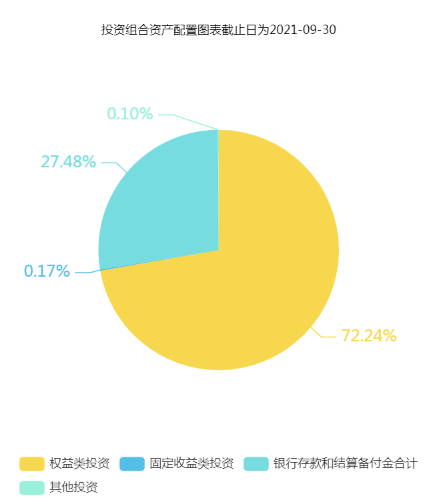 投资组合资产配置图表截止日为2021-09-30
0.10%
27.48%
0.17%
72.24%
权益类投资 固定收益类投资 银行存款和结算备付金合计
其他投资